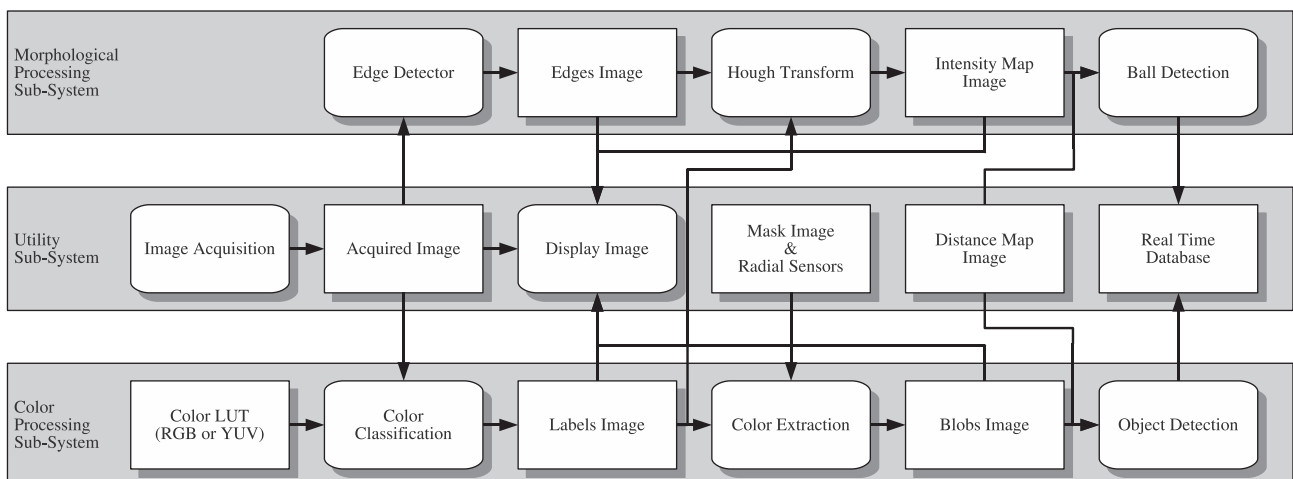 Morphological
Processing
Sub-System
Edge Detector
Edges Image
Hough Transform
Intensity Map
Image
Ball Detection
Utility
Sub-System
Image Acquisition
Acquired Image
Display Image
Mask Image
&
Radial Sensors
Distance Map
Image
Real Time
Database
Color
Processing
Sub-System
Color LUT
(RGB or YUV)
Color
Classification
Labels Image
Color Extraction
Blobs Image
Object Detection